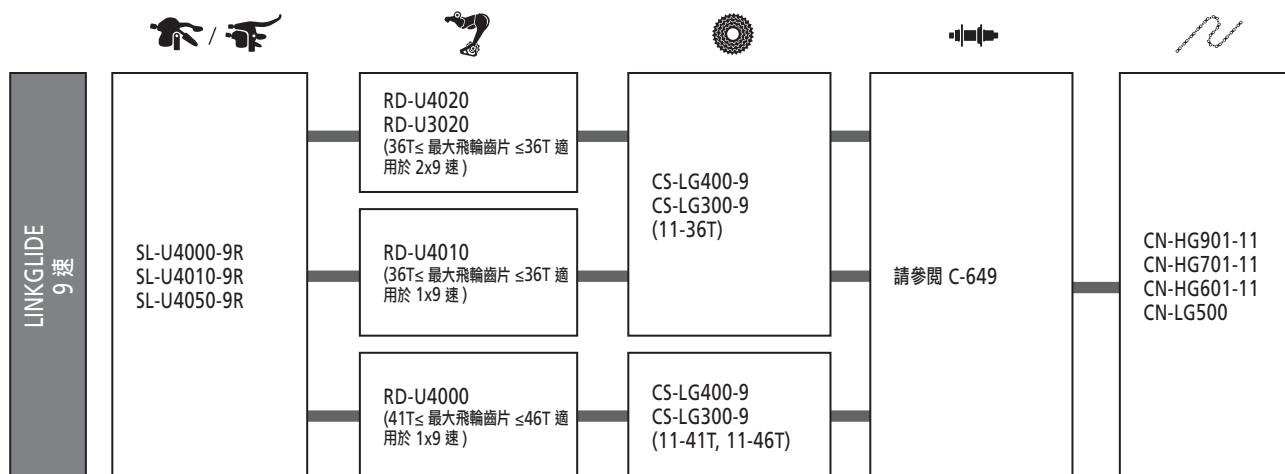 /
LINKGLIDE
9 速
SL-U4000-9R
SL-U4010-9R
SL-U4050-9R
RD-U4020
RD-U3020
(36T≤ 最大飛輪齒片 ≤36T 適
用於 2x9 速 )
RD-U4010
(36T≤ 最大飛輪齒片 ≤36T 適
用於 1x9 速 )
RD-U4000
(41T≤ 最大飛輪齒片 ≤46T 適
用於 1x9 速 )
CS-LG400-9
CS-LG300-9
(11-36T)
CS-LG400-9
CS-LG300-9
(11-41T, 11-46T)
請參閱 C-649
CN-HG901-11
CN-HG701-11
CN-HG601-11
CN-LG500